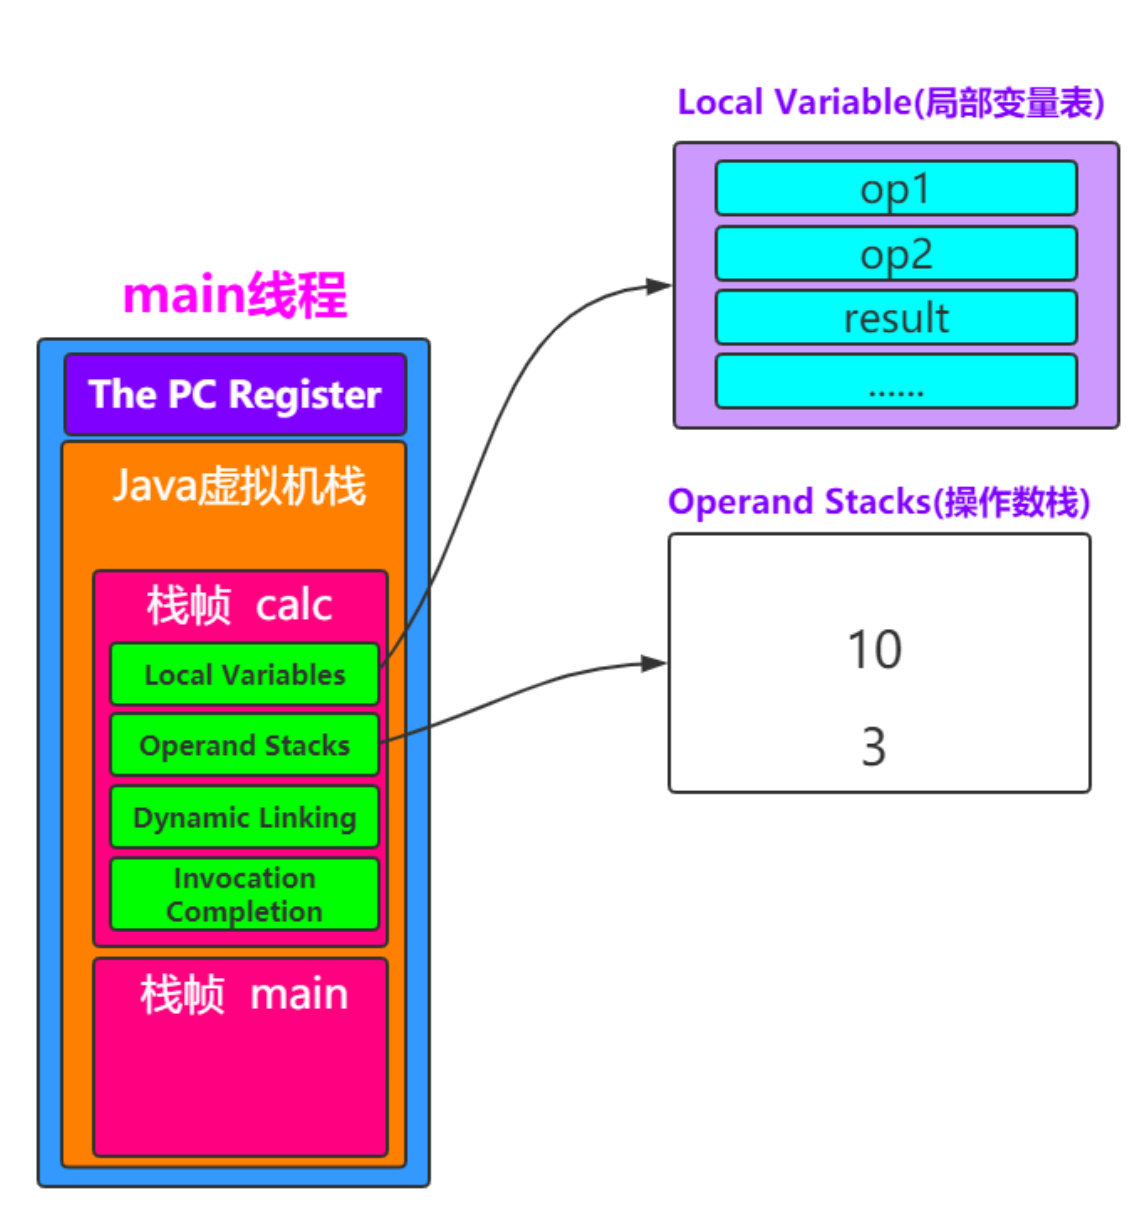 main线程
The PC Register
Java虚拟机栈
栈帧 calc
Local Variables
Operand Stacks
Dynamic Linking
Invocation
Completion
栈帧 main
Local Variable(局部变量表)
op1
op2
result
......
Operand Stacks(操作数栈)
10
3